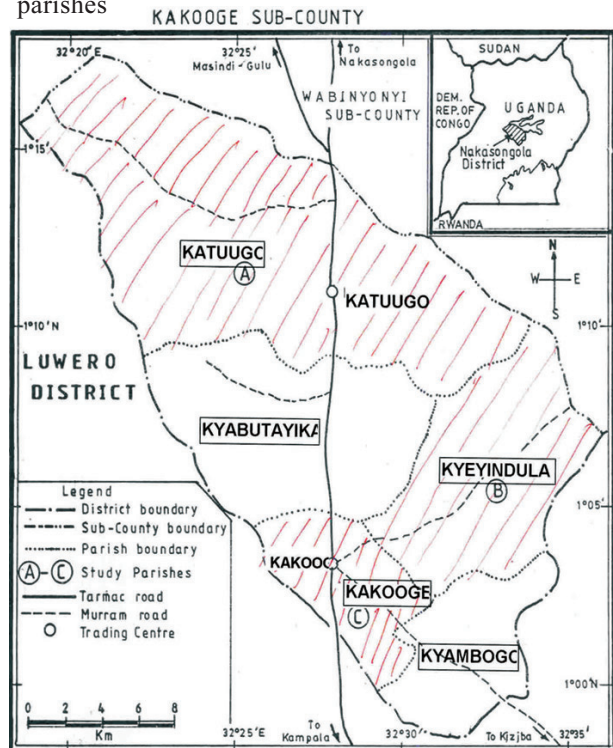 parishes
KAKOOGE SUB-COUNTY
32°20'E
32°25'
To
Nakasongola
Masindi-Gulu
WABINYONYI
SUB-COUNTY
SUDAN
DEM.
REP. OF
CONGO
UGANDA
Nakasongola
District
RWANDA
1°15'
N
W E
S
KATUUGO
A
KATUUGO
1°10'N
1°10'
LUWERO
DISTRICT
KYABUTAYIKA
KYEYINDULA
B
1°05'
Legend
District boundary
Sub-County boundary
Parish boundary
A-C Study Parishes
Tarmac road
Murram road
Trading Centre
KAKOOG
KAKOOGE
C
KYAMBOGO
1°00'N
0 2 4 6 8
Km
32°25'E
To
Kampala
32°30'
To Kizjba
32°35'